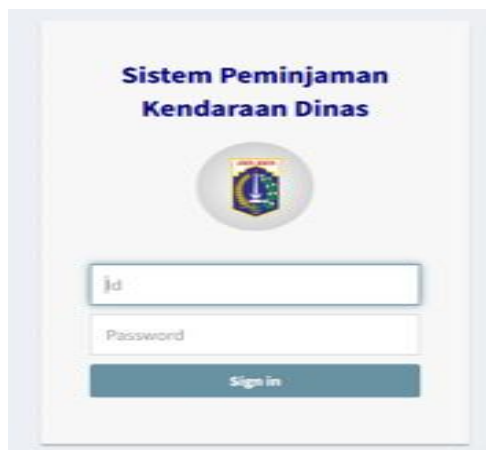 Sistem Peminjaman
Kendaraan Dinas
Id
Password
Sign in